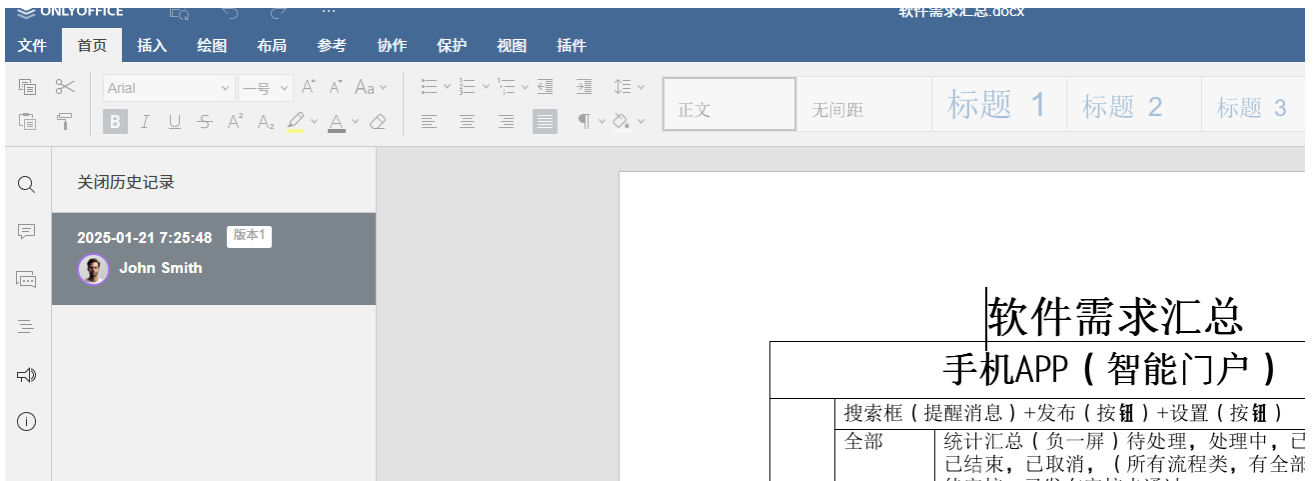 ONLYOFFICE
软件需求汇总.docx
文件 首页 插入 绘图 布局 参考 协作 保护 视图 插件
Arial 一号 A A Aa
B I U S A² A₂ A ¶
正文 无间距 标题 1 标题 2 标题 3
关闭历史记录
2025-01-21 7:25:48 版本1
John Smith
软件需求汇总
手机APP（智能门户）
搜索框（提醒消息）+发布（按钮）+设置（按钮）
全部 统计汇总（负一屏）待处理，处理中，已
已结束，已取消，（所有流程类，有全部